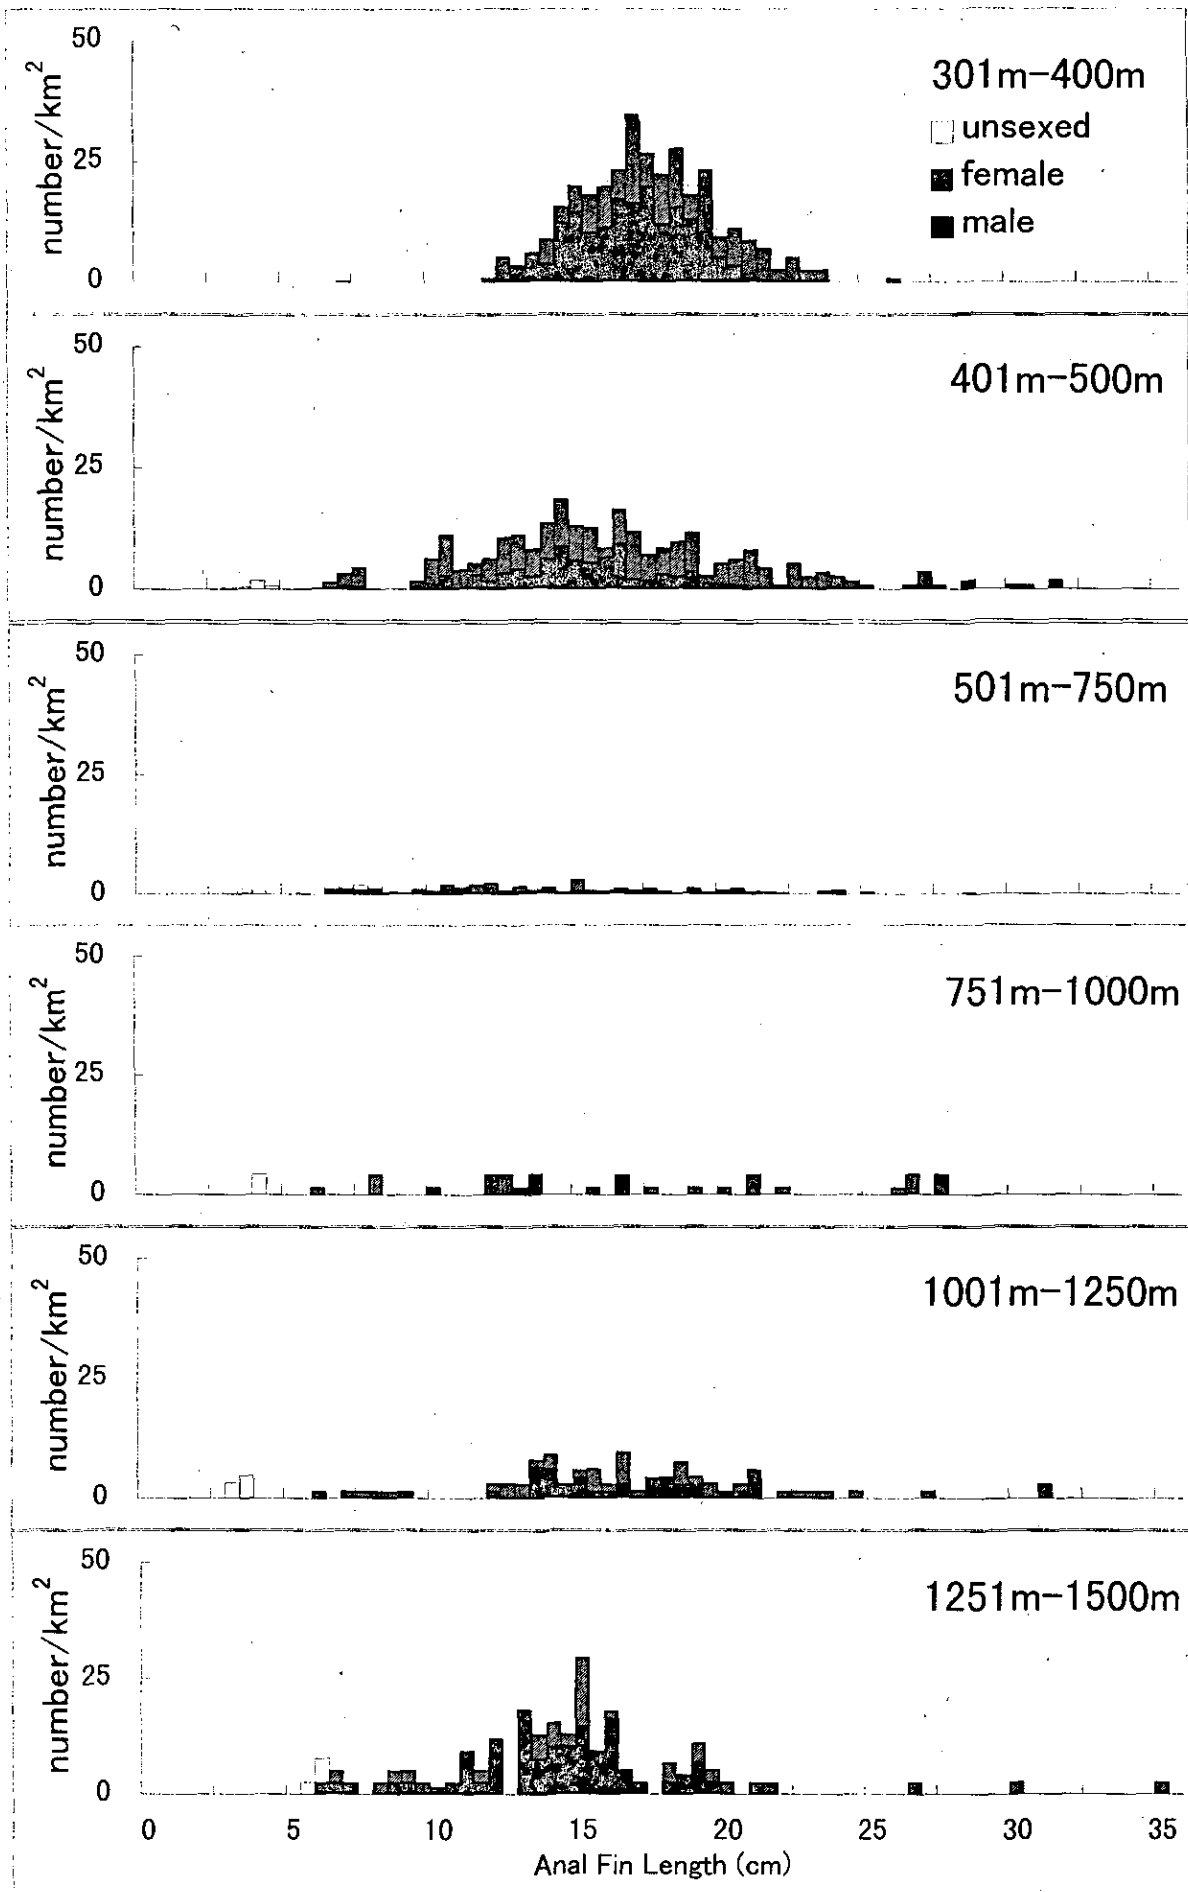 number/km²
50
25
0
301m-400m
unsexed
female
male
number/km²
50
25
0
401m-500m
number/km²
50
25
0
501m-750m
number/km²
50
25
0
751m-1000m
number/km²
50
25
0
1001m-1250m
number/km²
50
25
0
1251m-1500m
0 5 10 15 20 25 30 35
Anal Fin Length (cm)